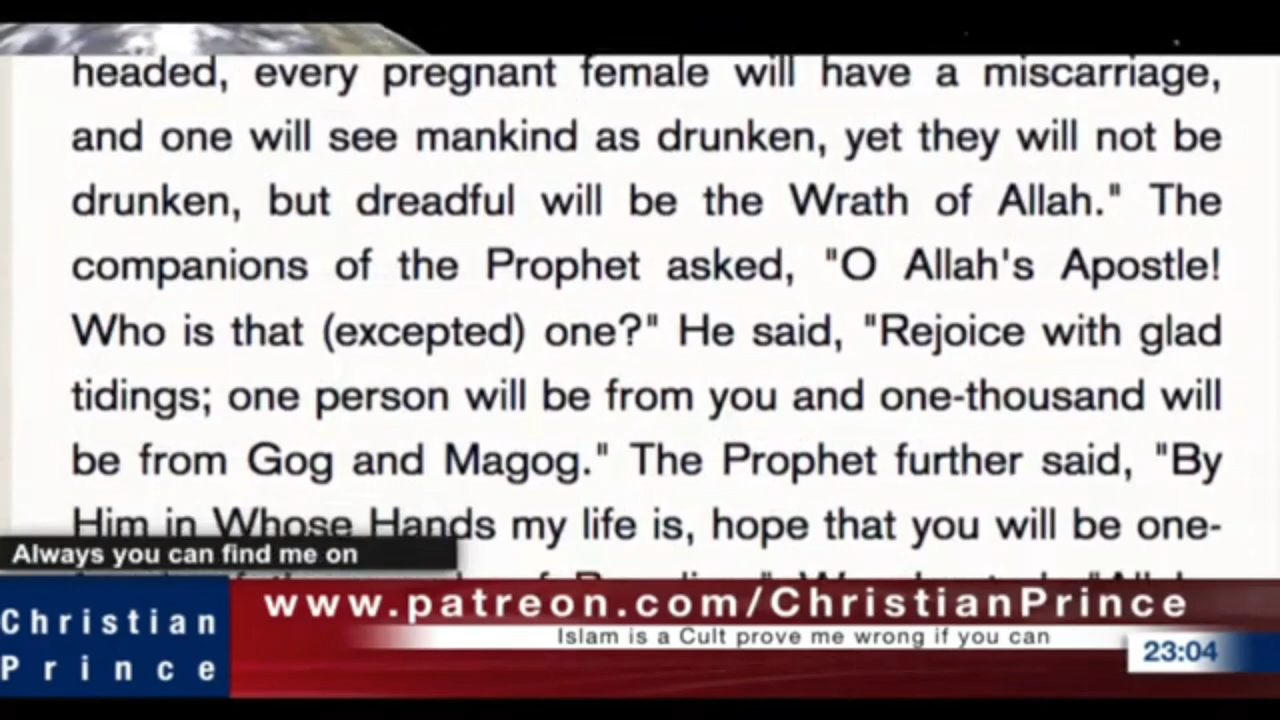 headed, every pregnant female will have a miscarriage,
and one will see mankind as drunken, yet they will not be
drunken, but dreadful will be the Wrath of Allah." The
companions of the Prophet asked, "O Allah's Apostle!
Who is that (excepted) one?" He said, "Rejoice with glad
tidings; one person will be from you and one-thousand will
be from Gog and Magog." The Prophet further said, "By
Him in Whose Hands my life is, hope that you will be one-
Always you can find me on
Christian
Prince
www.patreon.com/ChristianPrince
Islam is a Cult prove me wrong if you can
23:04